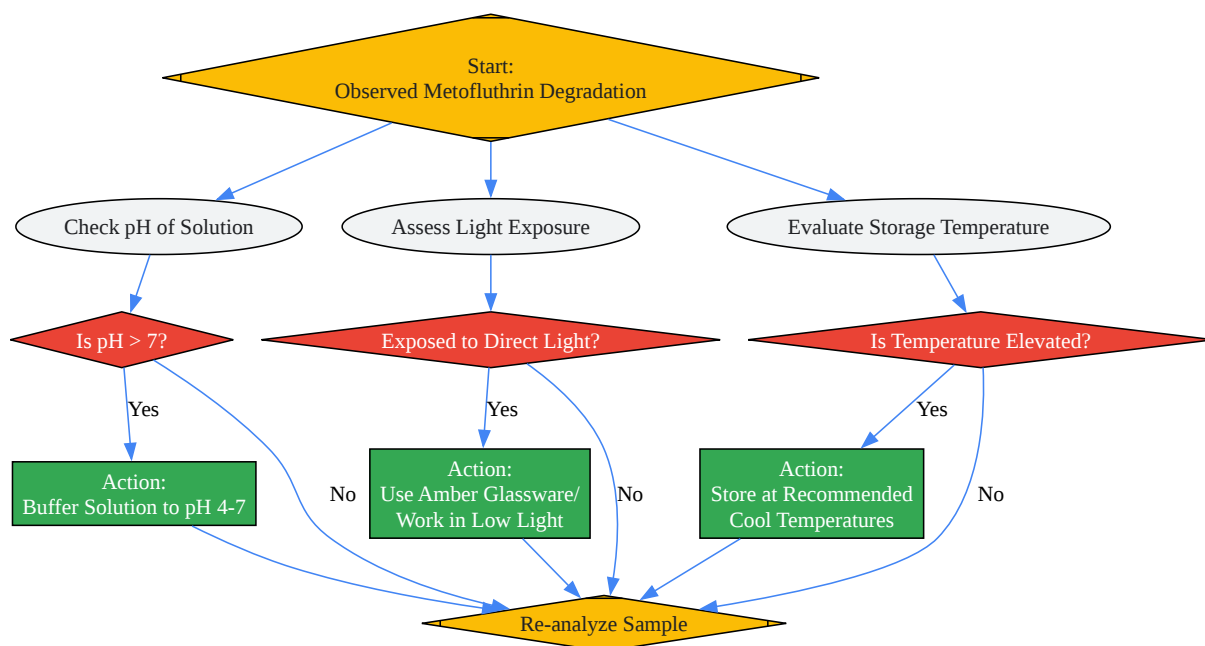 Start:
Observed Metofluthrin Degradation
Check pH of Solution
Assess Light Exposure
Evaluate Storage Temperature
Is pH > 7?
Exposed to Direct Light?
Is Temperature Elevated?
Yes
Yes
Yes
Action:
Buffer Solution to pH 4-7
No
Action:
Use Amber Glassware/
Work in Low Light
No
Action:
Store at Recommended
Cool Temperatures
No
Re-analyze Sample